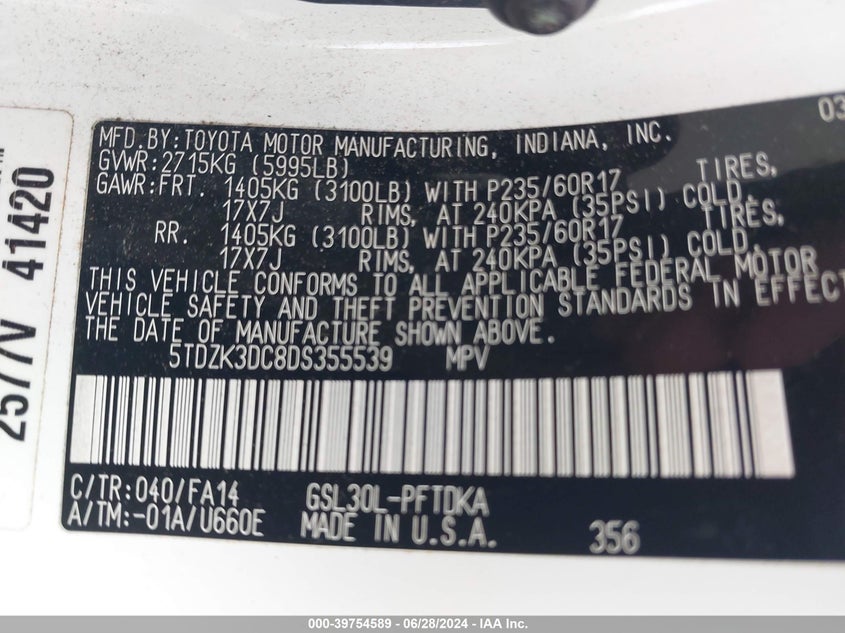 03
MFD.BY:TOYOTA MOTOR MANUFACTURING, INDIANA, INC.
GVWR:2715KG (5995LB)
GAWR:FRT. 1405KG (3100LB) WITH P235/60R17 TIRES,
17X7J RIMS, AT 240KPA (35PSI) COLD.
RR. 1405KG (3100LB) WITH P235/60R17 TIRES,
17X7J RIMS, AT 240KPA (35PSI) COLD.
THIS VEHICLE CONFORMS TO ALL APPLICABLE FEDERAL MOTOR
VEHICLE SAFETY AND THEFT PREVENTION STANDARDS IN EFFECT
THE DATE OF MANUFACTURE SHOWN ABOVE.
5TDZK3DC8DS355539 MPV
C/TR:040/FA14 GSL30L-PFTDKA
A/TM:-01A/U660E MADE IN U.S.A. 356
2577V 41420
000-39754589 - 06/28/2024 - IAA Inc.